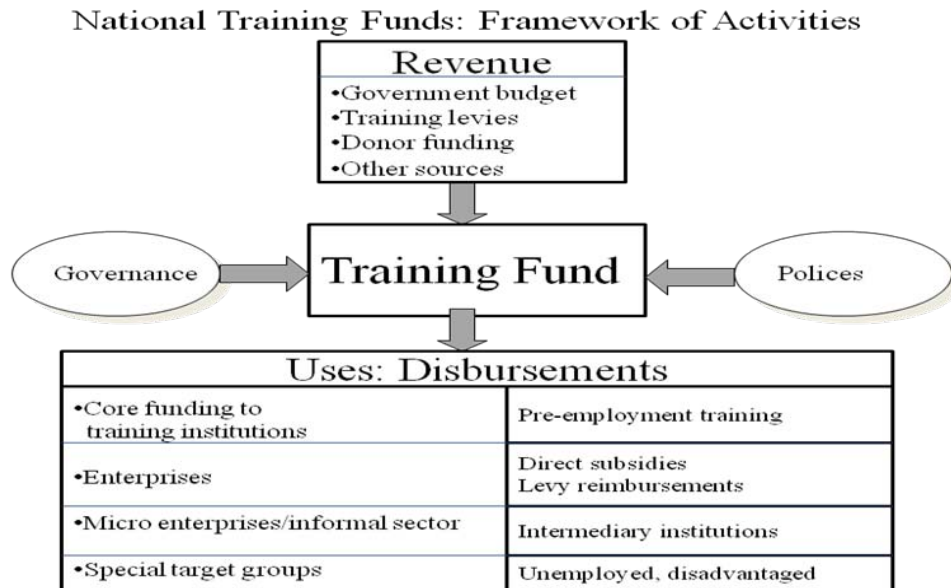 National Training Funds: Framework of Activities
Revenue
•Government budget
•Training levies
•Donor funding
•Other sources
Governance
Training Fund
Polices
Uses: Disbursements
•Core funding to
training institutions
Pre-employment training
•Enterprises
Direct subsidies
Levy reimbursements
•Micro enterprises/informal sector
Intermediary institutions
•Special target groups
Unemployed, disadvantaged